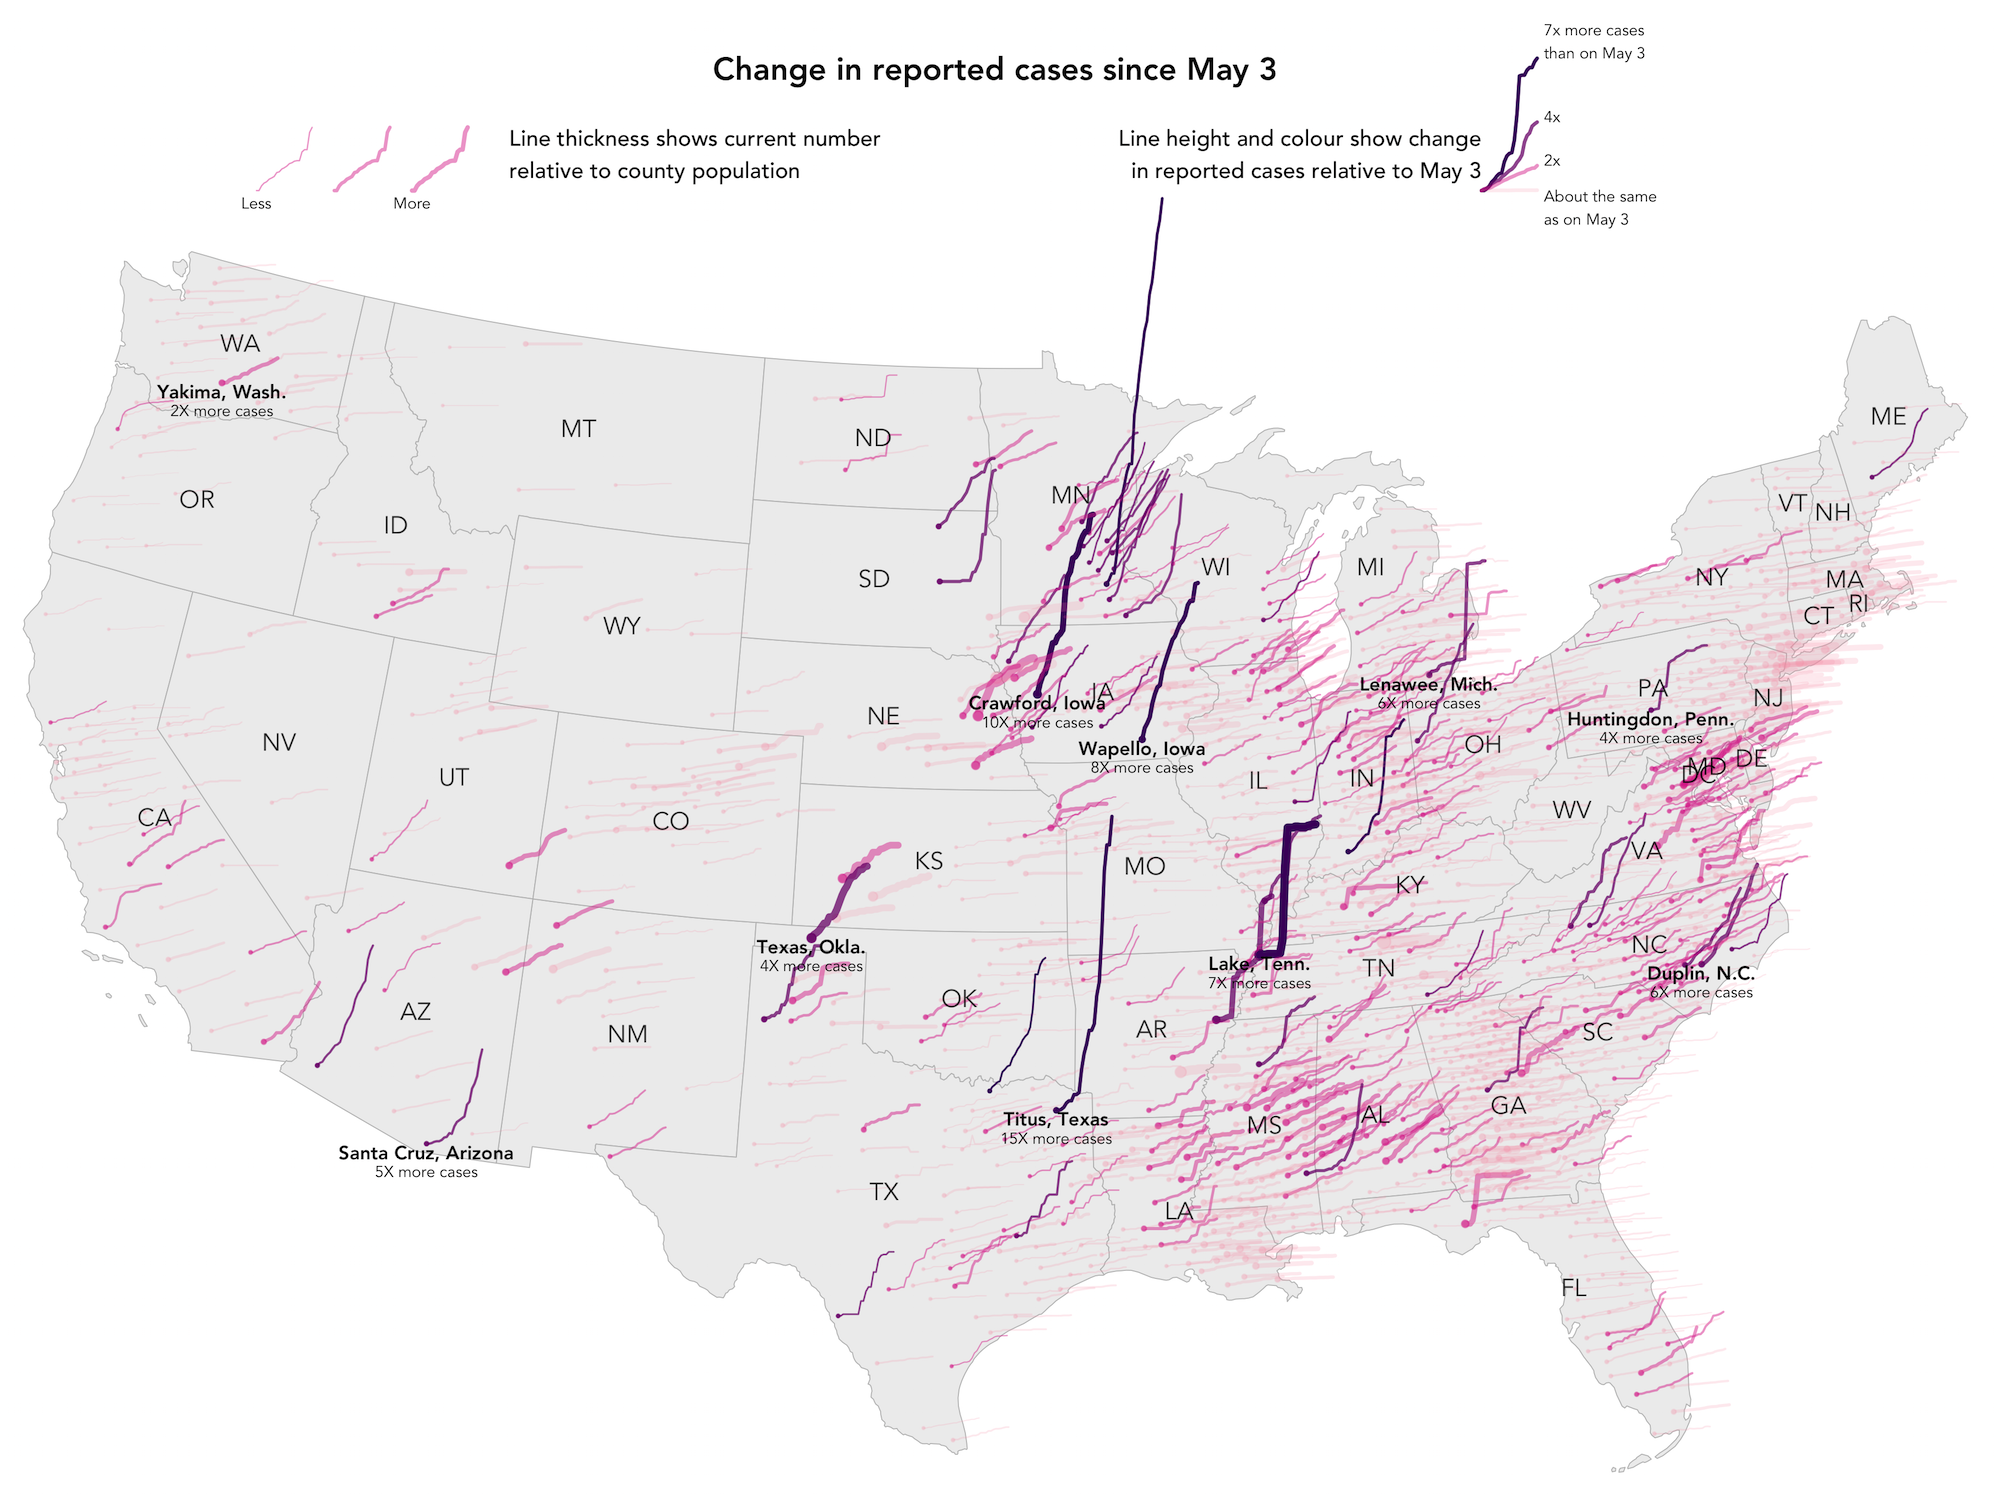 7x more cases
than on May 3
Change in reported cases since May 3
4x
Line thickness shows current number
relative to county population
Line height and colour show change
in reported cases relative to May 3
2x
Less
More
About the same
as on May 3
WA
Yakima, Wash.
2X more cases
MT
ND
ME
MN
OR
ID
VT
NH
SD
WI
MI
NY
MA
RI
CT
WY
NE
IA
Crawford, Iowa
10X more cases
Lenawee, Mich.
6X more cases
PA
NJ
Huntingdon, Penn.
4X more cases
NV
Wapello, Iowa
8X more cases
OH
UT
IL
IN
MD
DE
DC
CA
CO
WV
KS
MO
VA
KY
Texas, Okla.
4X more cases
Lake, Tenn.
7X more cases
TN
NC
Duplin, N.C.
6X more cases
AZ
NM
OK
AR
SC
Titus, Texas
15X more cases
MS
AL
GA
Santa Cruz, Arizona
5X more cases
TX
LA
FL